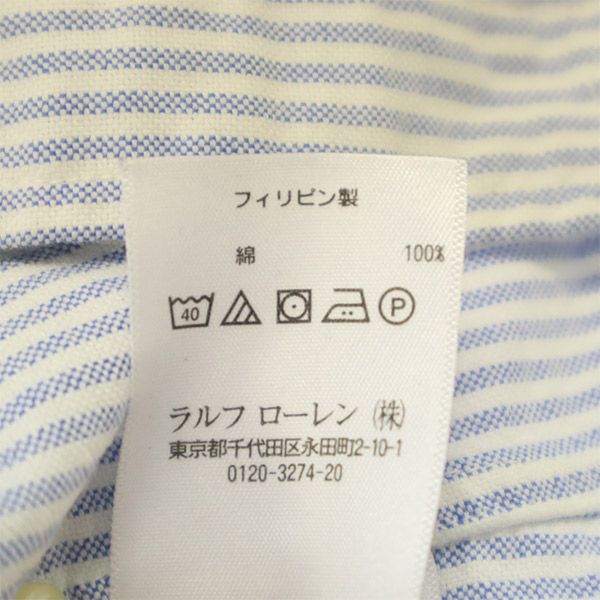 フィリピン製
綿 100%
40 P
ラルフ ローレン (株)
東京都千代田区永田町2-10-1
0120-3274-20